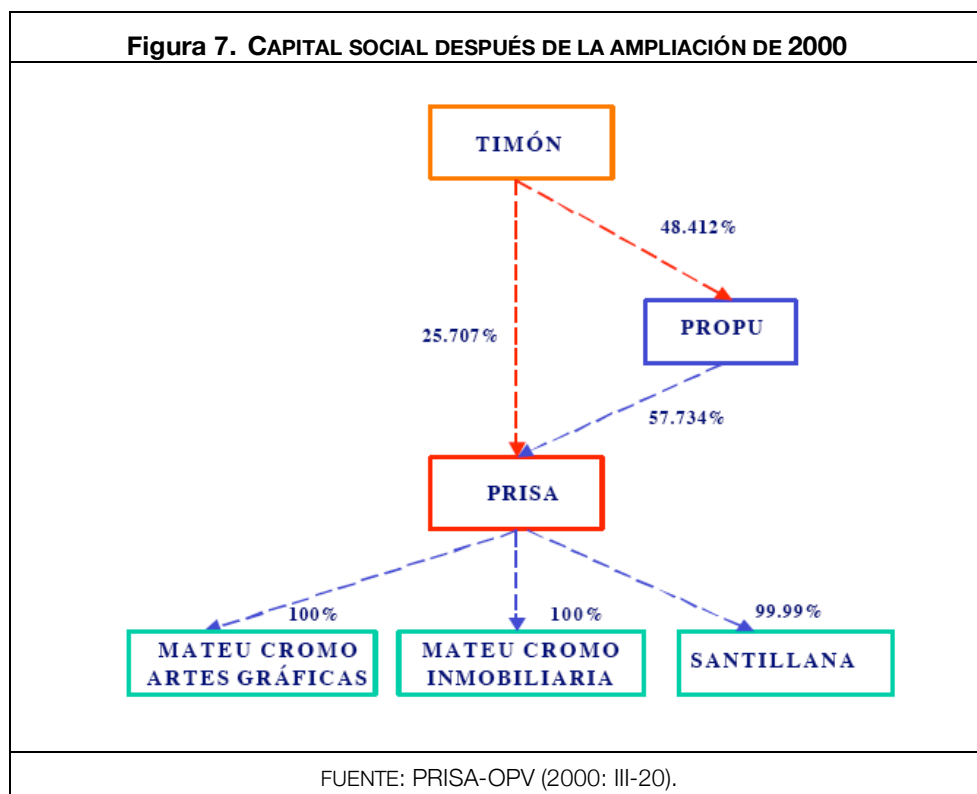 Figura 7. CAPITAL SOCIAL DESPUÉS DE LA AMPLIACIÓN DE 2000
TIMÓN
48.412%
PROPU
25.707%
57.734%
PRISA
100%
100%
99.99%
MATEU CROMO
ARTES GRÁFICAS
MATEU CROMO
INMOBILIARIA
SANTILLANA
FUENTE: PRISA-OPV (2000: III-20).